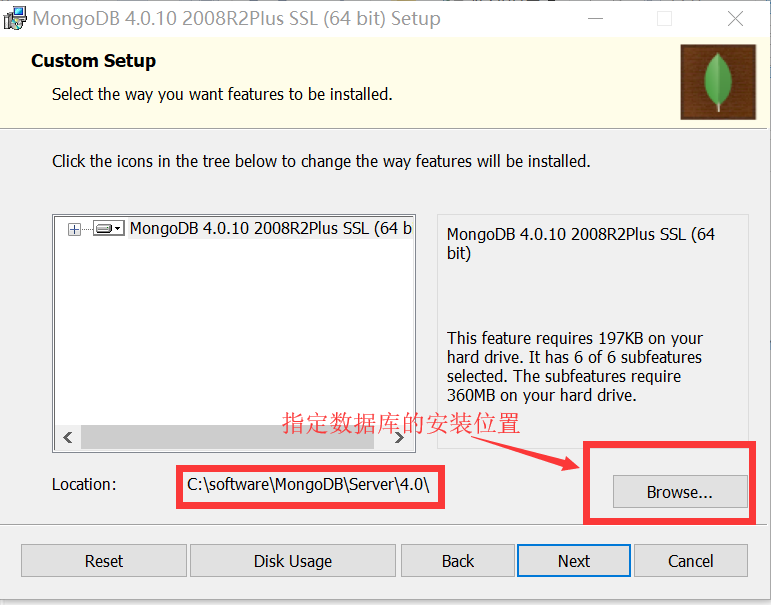 MongoDB 4.0.10 2008R2Plus SSL (64 bit) Setup
Custom Setup
Select the way you want features to be installed.
Click the icons in the tree below to change the way features will be installed.
MongoDB 4.0.10 2008R2Plus SSL (64 b
MongoDB 4.0.10 2008R2Plus SSL (64
bit)
This feature requires 197KB on your
hard drive. It has 6 of 6 subfeatures
selected. The subfeatures require
360MB on your hard drive.
指定数据库的安装位置
Location:
C:\software\MongoDB\Server\4.0\
Browse...
Reset
Disk Usage
Back
Next
Cancel